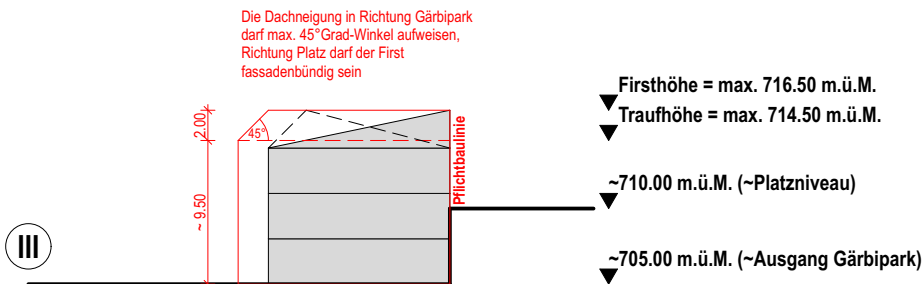 Die Dachneigung in Richtung Gärbipark
darf max. 45°Grad-Winkel aufweisen,
Richtung Platz darf der First
fassadenbündig sein
Firsthöhe = max. 716.50 m.ü.M.
Traufhöhe = max. 714.50 m.ü.M.
2.00
45°
Pflichtbaulinie
~710.00 m.ü.M. (~Platzniveau)
~ 9.50
III
~705.00 m.ü.M. (~Ausgang Gärbipark)